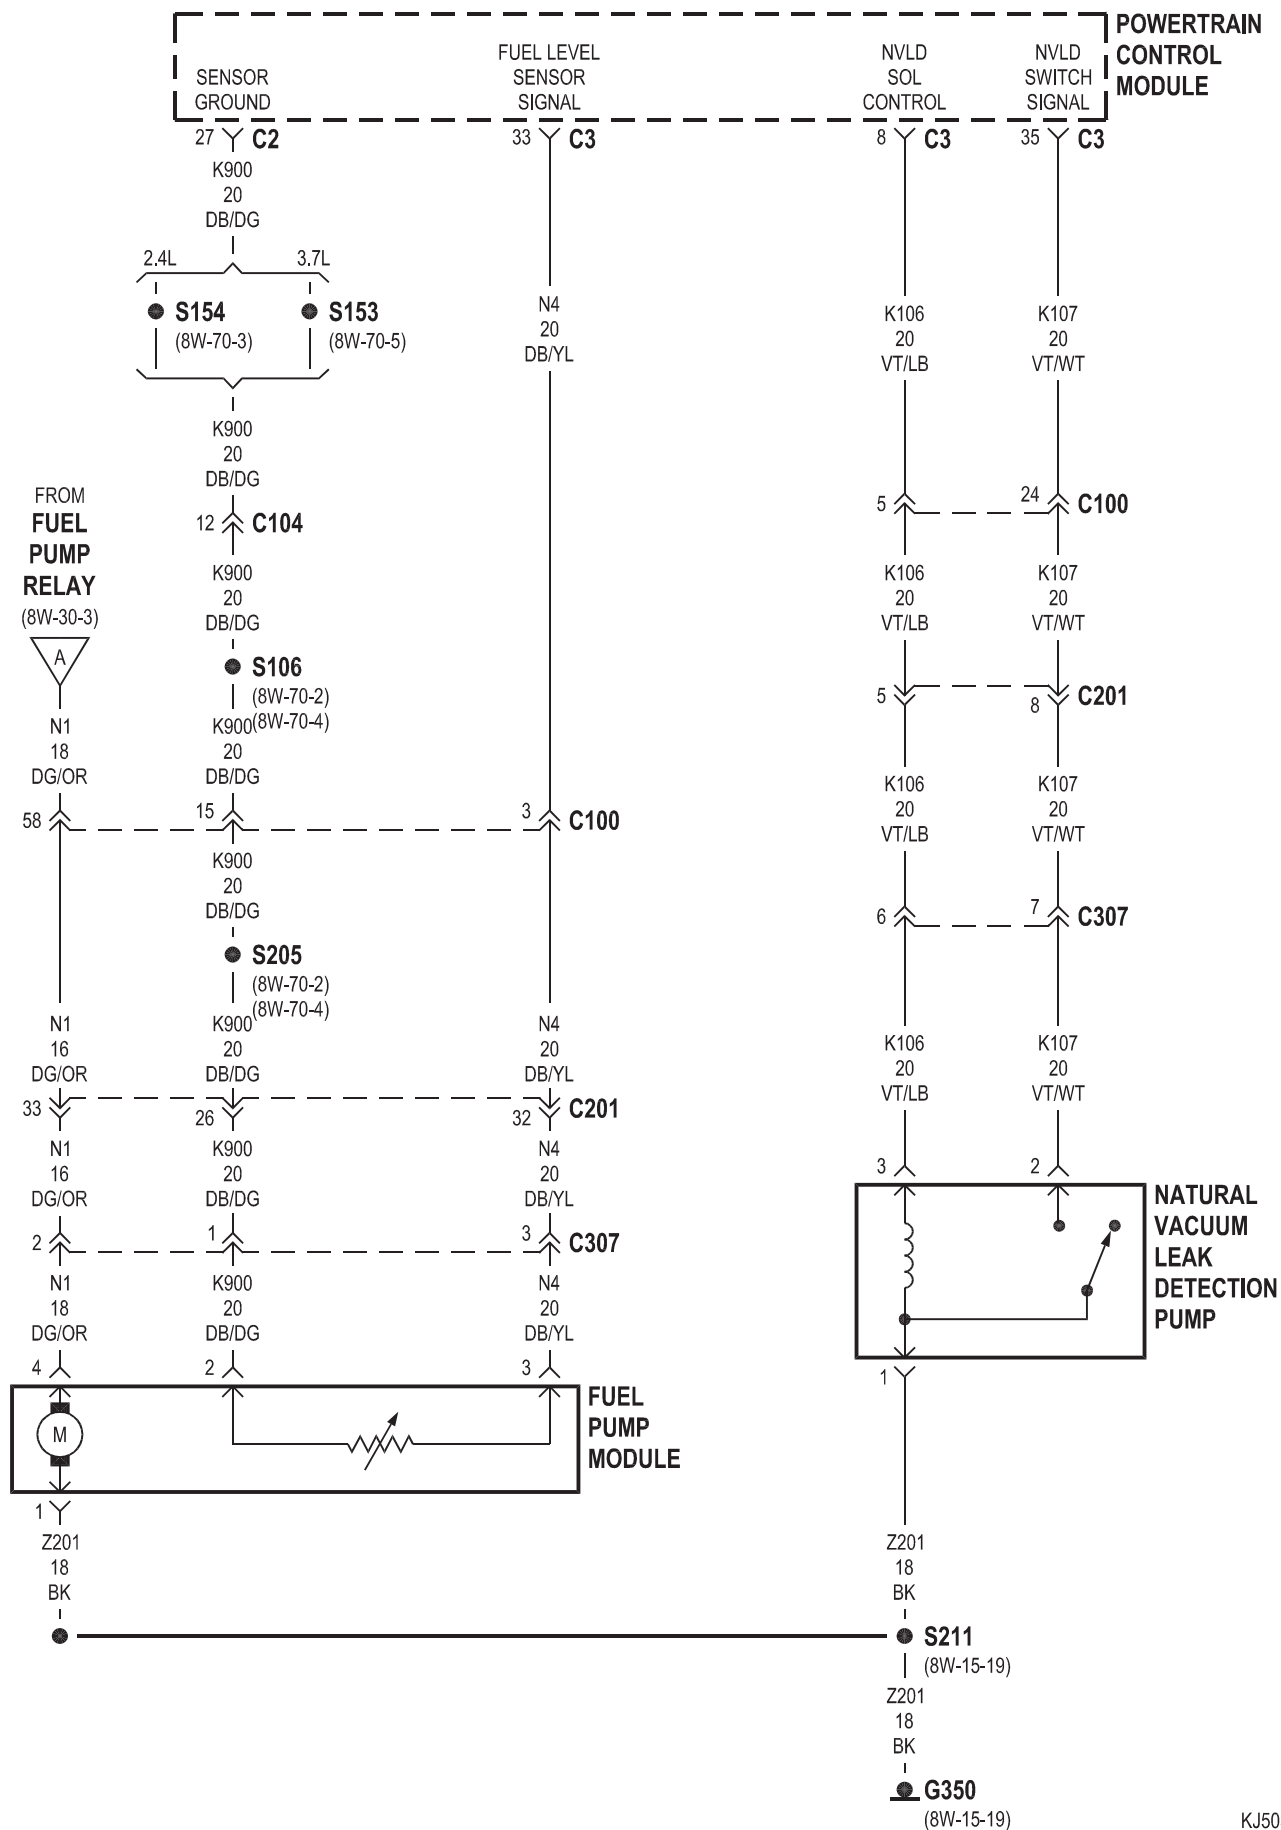 POWERTRAIN
CONTROL
MODULE
SENSOR
GROUND
FUEL LEVEL
SENSOR
SIGNAL
NVLD
SOL
CONTROL
NVLD
SWITCH
SIGNAL
27 C2
33 C3
8 C3
35 C3
K900
20
DB/DG
2.4L
3.7L
S154
(8W-70-3)
S153
(8W-70-5)
N4
20
DB/YL
K106
20
VT/LB
K107
20
VT/WT
K900
20
DB/DG
5
24
C100
12 C104
FROM
FUEL
PUMP
RELAY
(8W-30-3)
A
K900
20
DB/DG
K106
20
VT/LB
K107
20
VT/WT
S106
(8W-70-2)
(8W-70-4)
5
8
C201
N1
18
DG/OR
K900
20
DB/DG
K106
20
VT/LB
K107
20
VT/WT
58
15
3
C100
K900
20
DB/DG
6
7
C307
S205
(8W-70-2)
(8W-70-4)
N1
16
DG/OR
K900
20
DB/DG
N4
20
DB/YL
K106
20
VT/LB
K107
20
VT/WT
33
26
32
C201
N1
16
DG/OR
K900
20
DB/DG
N4
20
DB/YL
3
2
NATURAL
VACUUM
LEAK
DETECTION
PUMP
2
1
3
C307
N1
18
DG/OR
K900
20
DB/DG
N4
20
DB/YL
4
2
3
1
FUEL
PUMP
MODULE
M
1
Z201
18
BK
Z201
18
BK
S211
(8W-15-19)
Z201
18
BK
G350
(8W-15-19)
KJ50